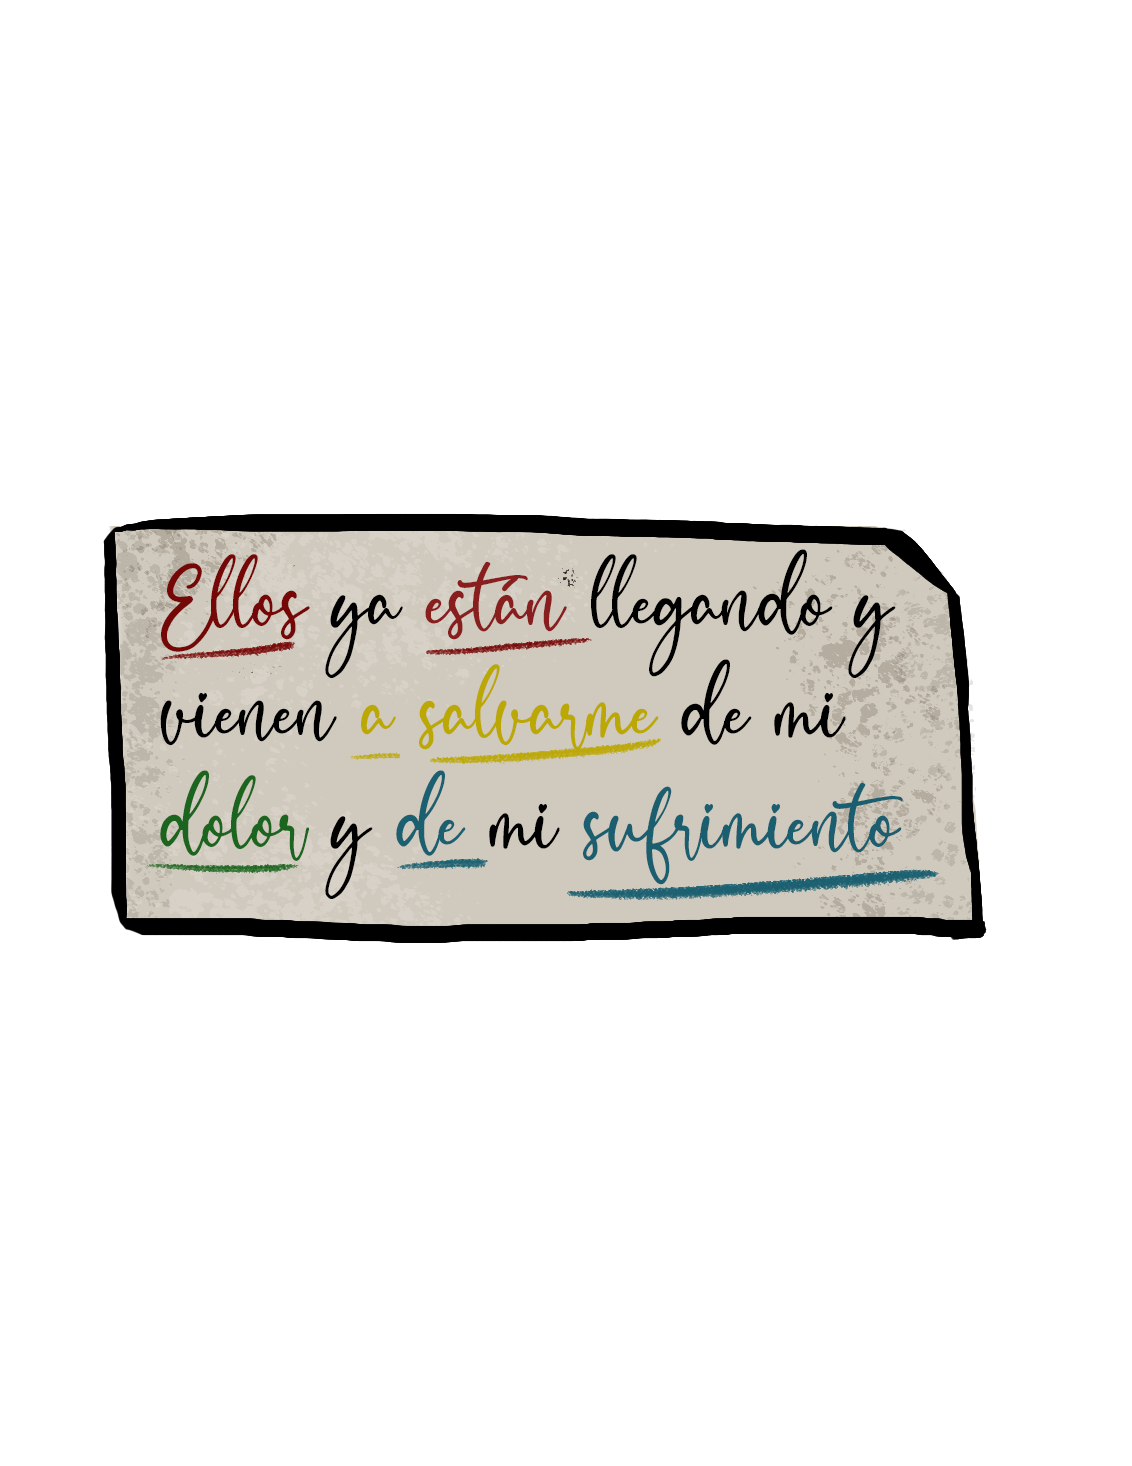 Ellos ya están llegando y
vienen a salvarme de mi
dolor y de mi sufrimiento